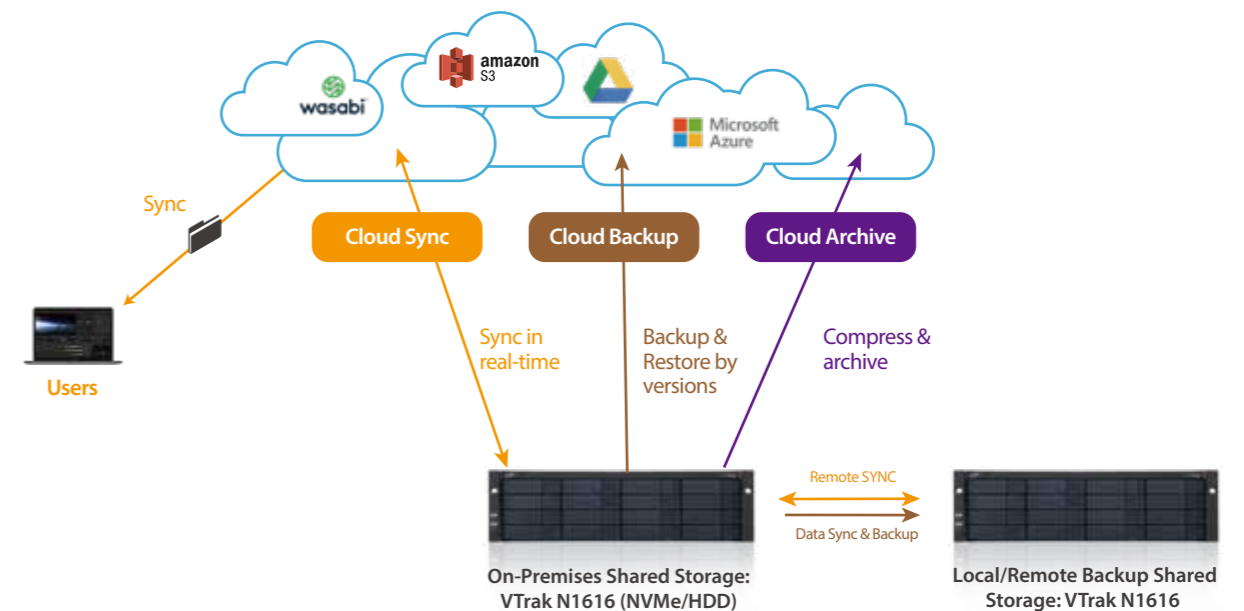 amazon
S3
wasabi
Microsoft
Azure
Sync
Cloud Sync
Cloud Backup
Cloud Archive
Sync in
real-time
Backup &
Restore by
versions
Compress &
archive
Users
Remote SYNC
Data Sync & Backup
On-Premises Shared Storage:
VTrak N1616 (NVMe/HDD)
Local/Remote Backup Shared
Storage: VTrak N1616